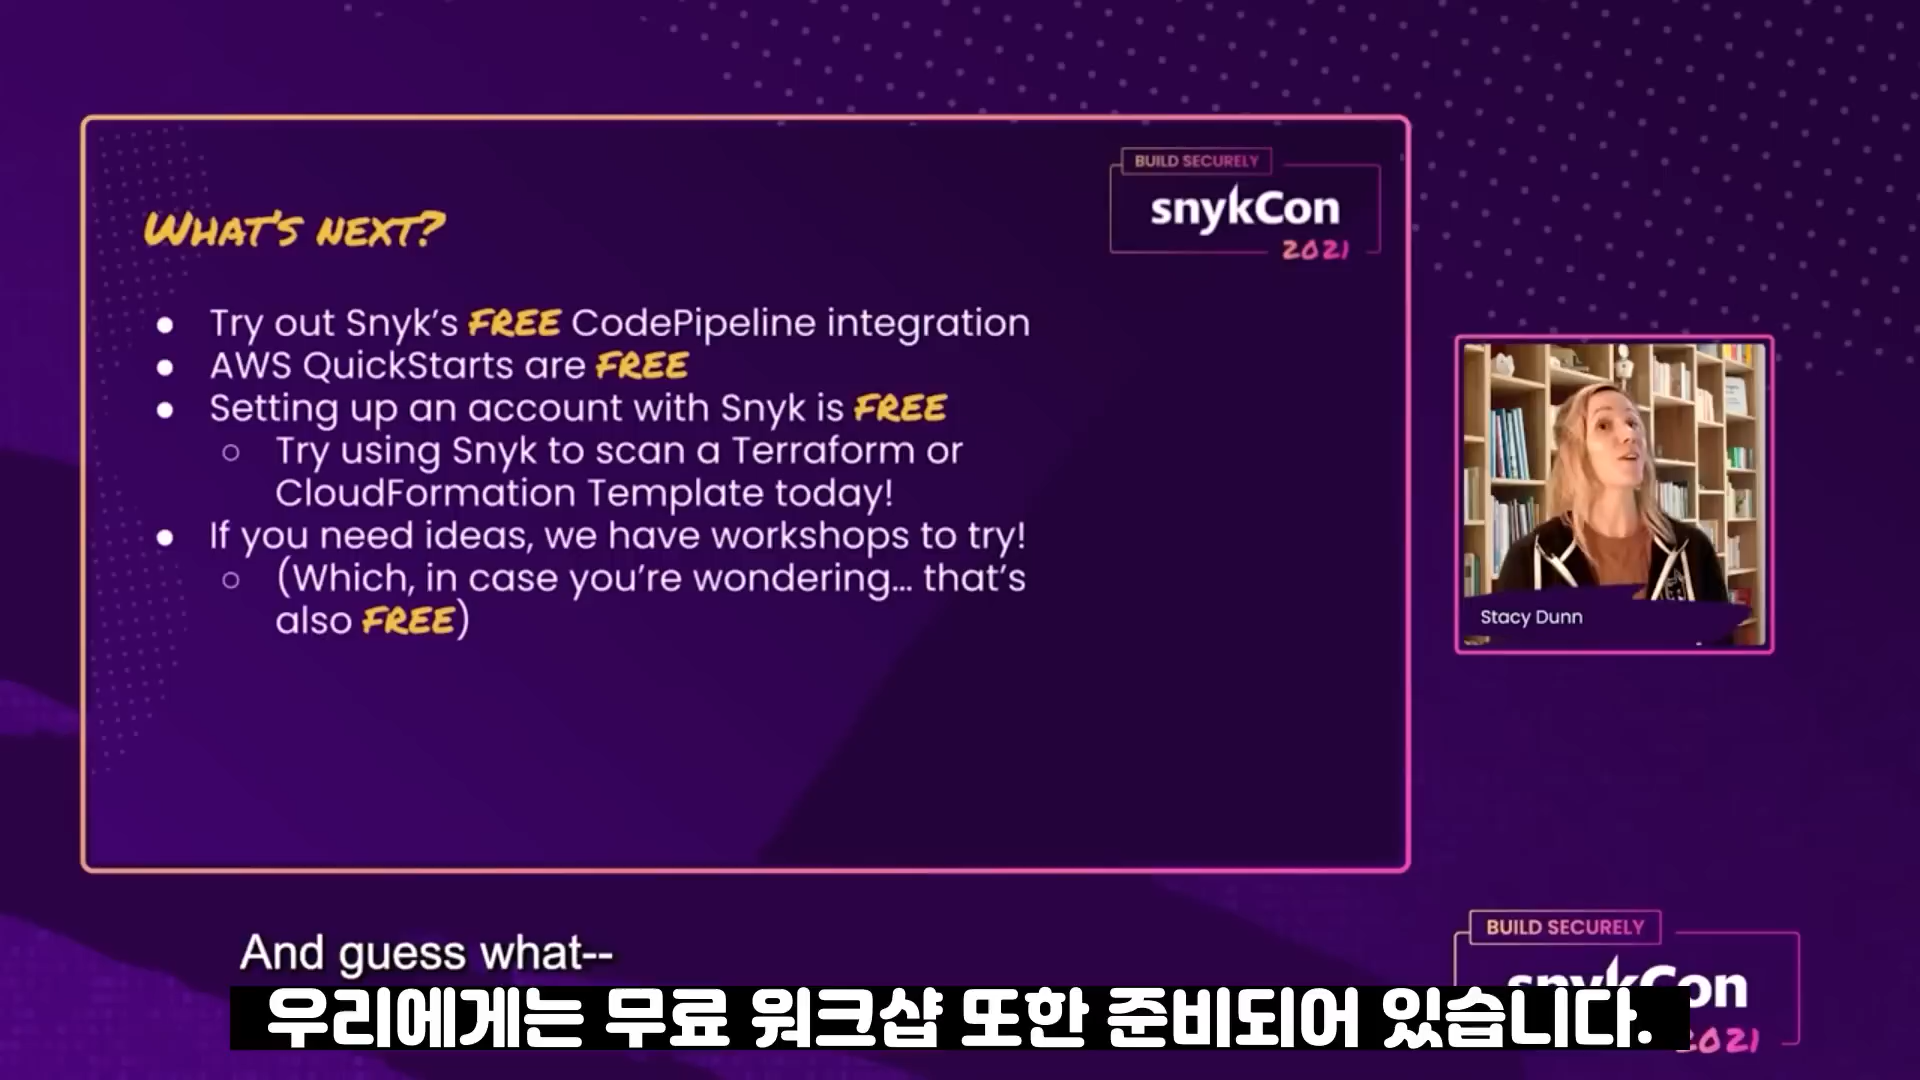 BUILD SECURELY
snykCon
2021
WHAT'S NEXT?
● Try out Snyk's FREE CodePipeline integration
● AWS QuickStarts are FREE
● Setting up an account with Snyk is FREE
○ Try using Snyk to scan a Terraform or
CloudFormation Template today!
● If you need ideas, we have workshops to try!
○ (Which, in case you're wondering... that's
also FREE)
Stacy Dunn
And guess what--
우리에게는 무료 워크샵 또한 준비되어 있습니다.
BUILD SECURELY
snykCon
2021